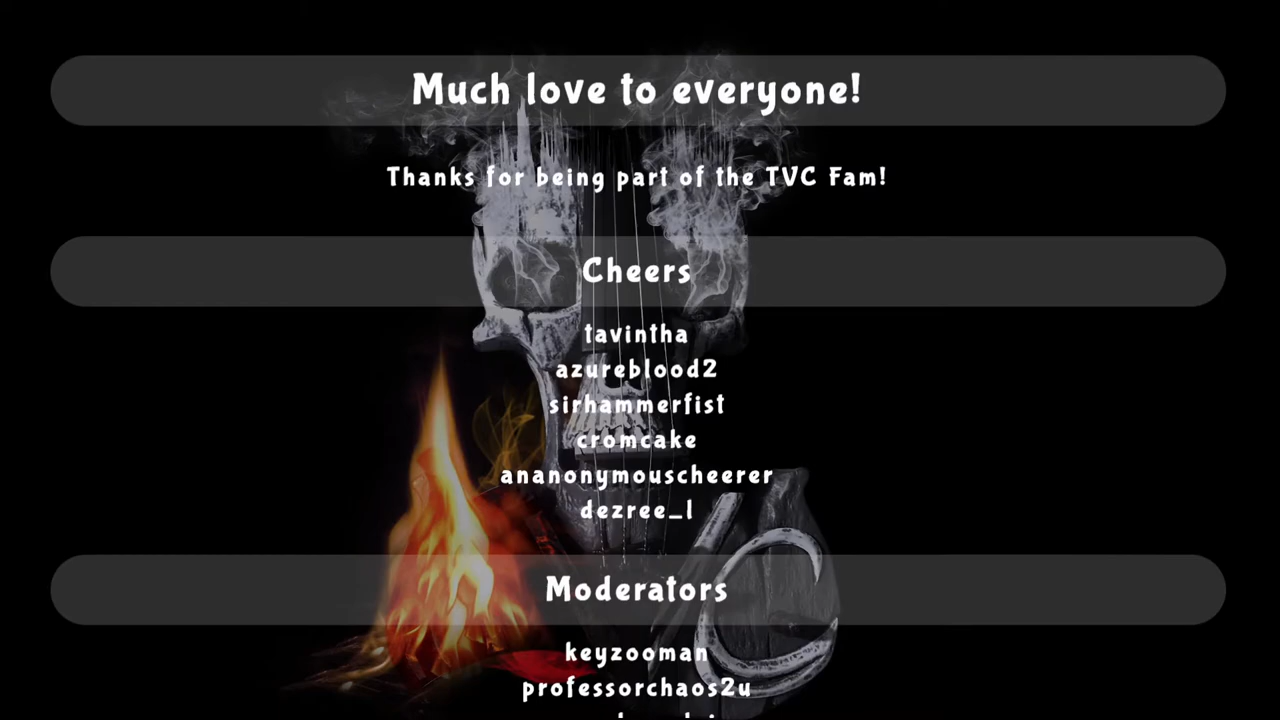 Much love to everyone!
Thanks for being part of the TVC Fam!
Cheers
tavintha
azureblood2
sirhammerfist
cromcake
ananonymouscheerer
dezree_l
Moderators
keyzooman
professorchaos2u